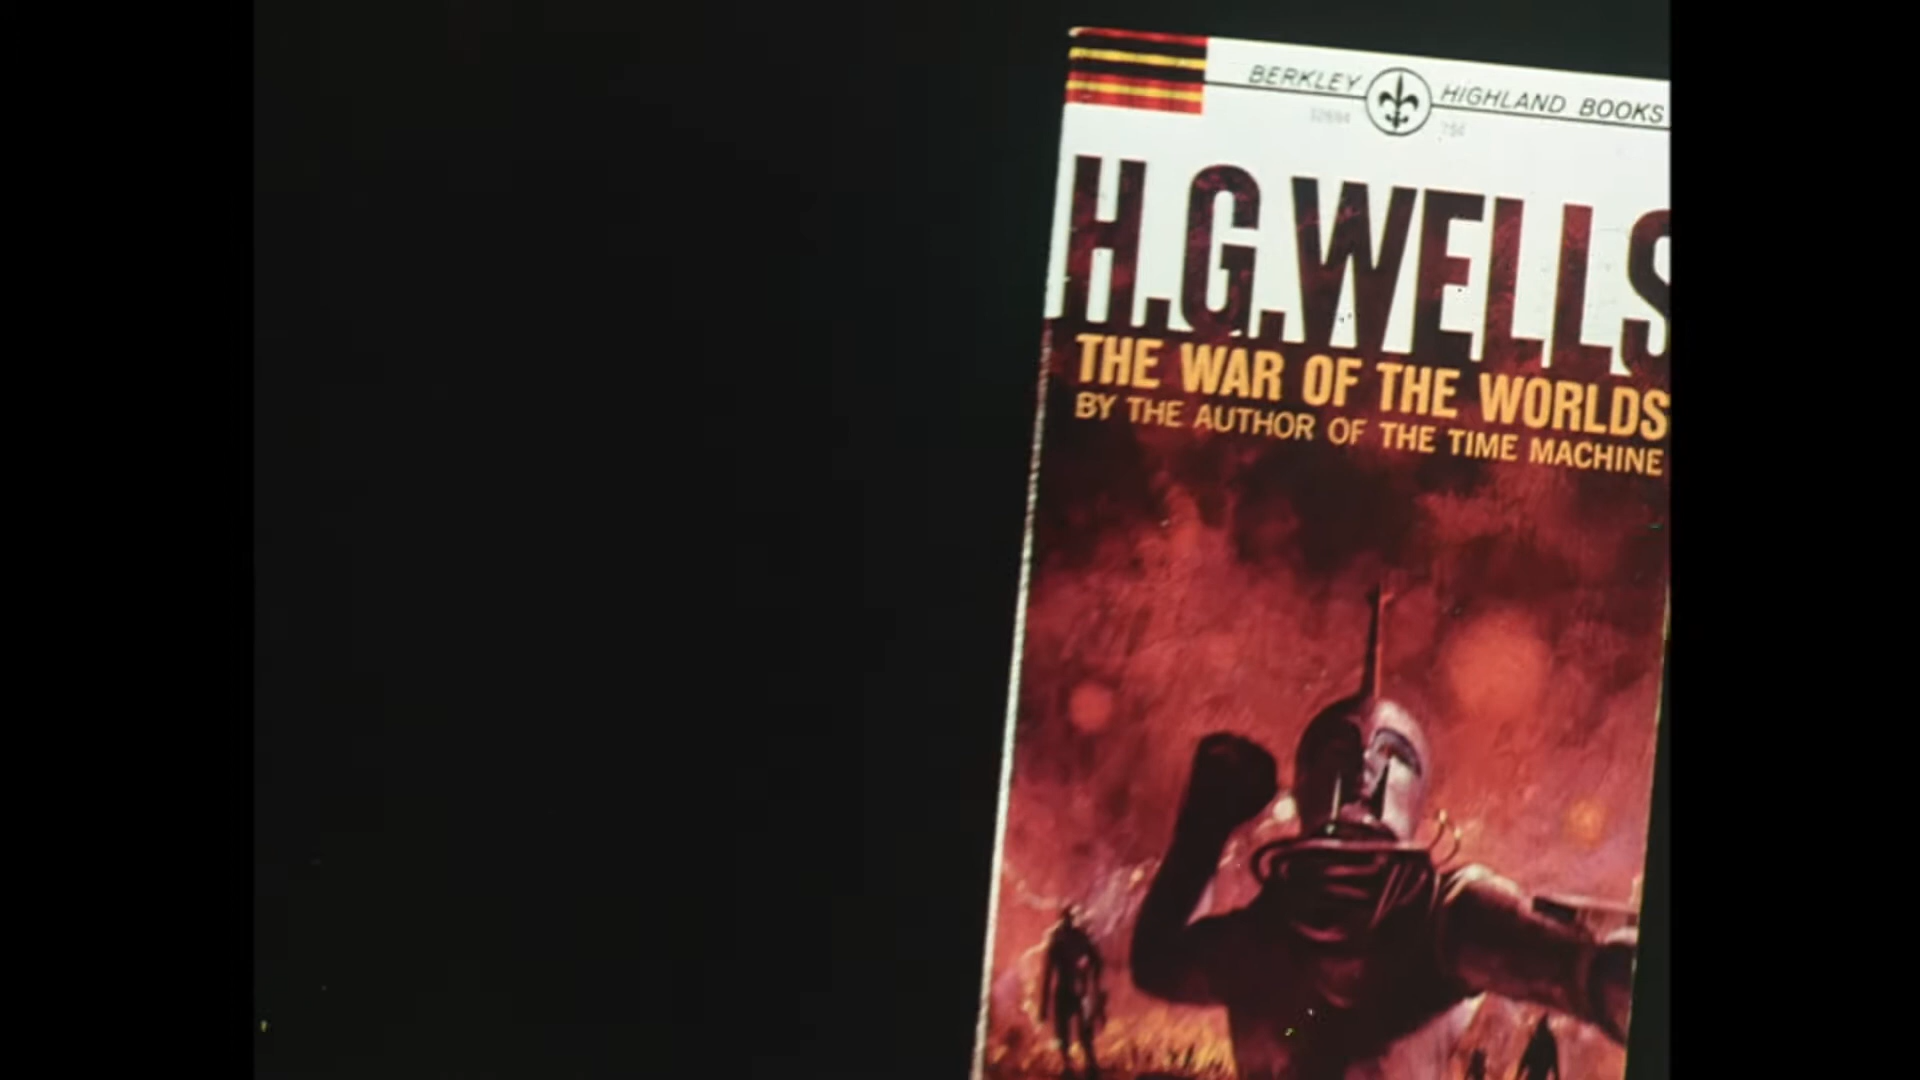 BERKLEY HIGHLAND BOOKS
H.G.WELLS
THE WAR OF THE WORLDS
BY THE AUTHOR OF THE TIME MACHINE